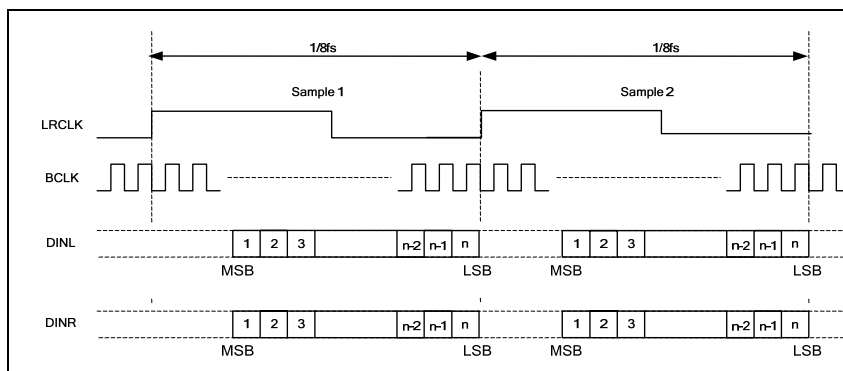 1/8fs 1/8fs
Sample 1 Sample 2
LRCLK
BCLK
DINL 1 2 3 n-2 n-1 n 1 2 3 n-2 n-1 n
MSB LSB MSB LSB
DINR 1 2 3 n-2 n-1 n 1 2 3 n-2 n-1 n
MSB LSB MSB LSB